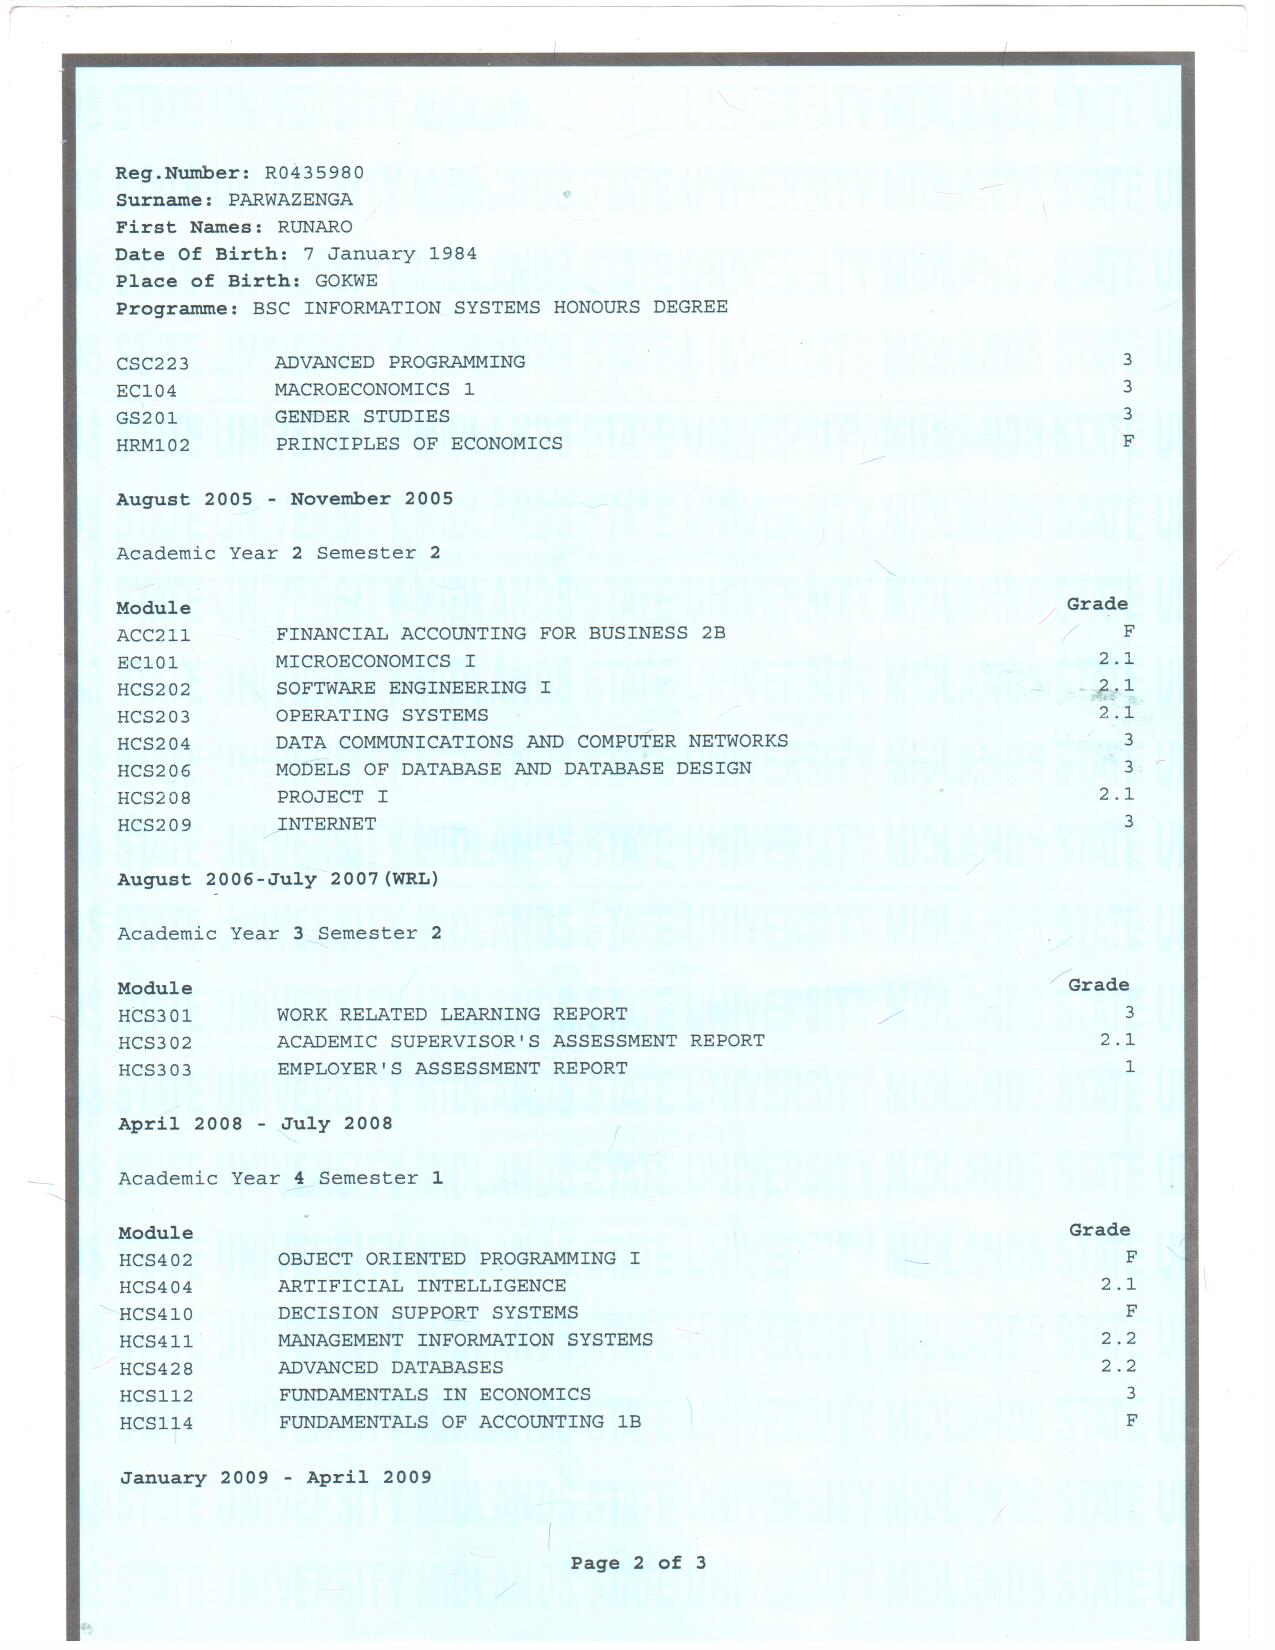 Reg.Number: R0435980
Surname: PARWAZENGA
First Names: RUNARO
Date Of Birth: 7 January 1984
Place of Birth: GOKWE
Programme: BSC INFORMATION SYSTEMS HONOURS DEGREE
CSC223 ADVANCED PROGRAMMING 3
EC104 MACROECONOMICS 1 3
GS201 GENDER STUDIES 3
HRM102 PRINCIPLES OF ECONOMICS F
August 2005 - November 2005
Academic Year 2 Semester 2
Module Grade
ACC211 FINANCIAL ACCOUNTING FOR BUSINESS 2B F
EC101 MICROECONOMICS I 2.1
HCS202 SOFTWARE ENGINEERING I 2.1
HCS203 OPERATING SYSTEMS 2.1
HCS204 DATA COMMUNICATIONS AND COMPUTER NETWORKS 3
HCS206 MODELS OF DATABASE AND DATABASE DESIGN 3
HCS208 PROJECT I 2.1
HCS209 INTERNET 3
August 2006-July 2007(WRL)
Academic Year 3 Semester 2
Module Grade
HCS301 WORK RELATED LEARNING REPORT 3
HCS302 ACADEMIC SUPERVISOR'S ASSESSMENT REPORT 2.1
HCS303 EMPLOYER'S ASSESSMENT REPORT 1
April 2008 - July 2008
Academic Year 4 Semester 1
Module Grade
HCS402 OBJECT ORIENTED PROGRAMMING I F
HCS404 ARTIFICIAL INTELLIGENCE 2.1
HCS410 DECISION SUPPORT SYSTEMS F
HCS411 MANAGEMENT INFORMATION SYSTEMS 2.2
HCS428 ADVANCED DATABASES 2.2
HCS112 FUNDAMENTALS IN ECONOMICS 3
HCS114 FUNDAMENTALS OF ACCOUNTING 1B F
January 2009 - April 2009
Page 2 of 3